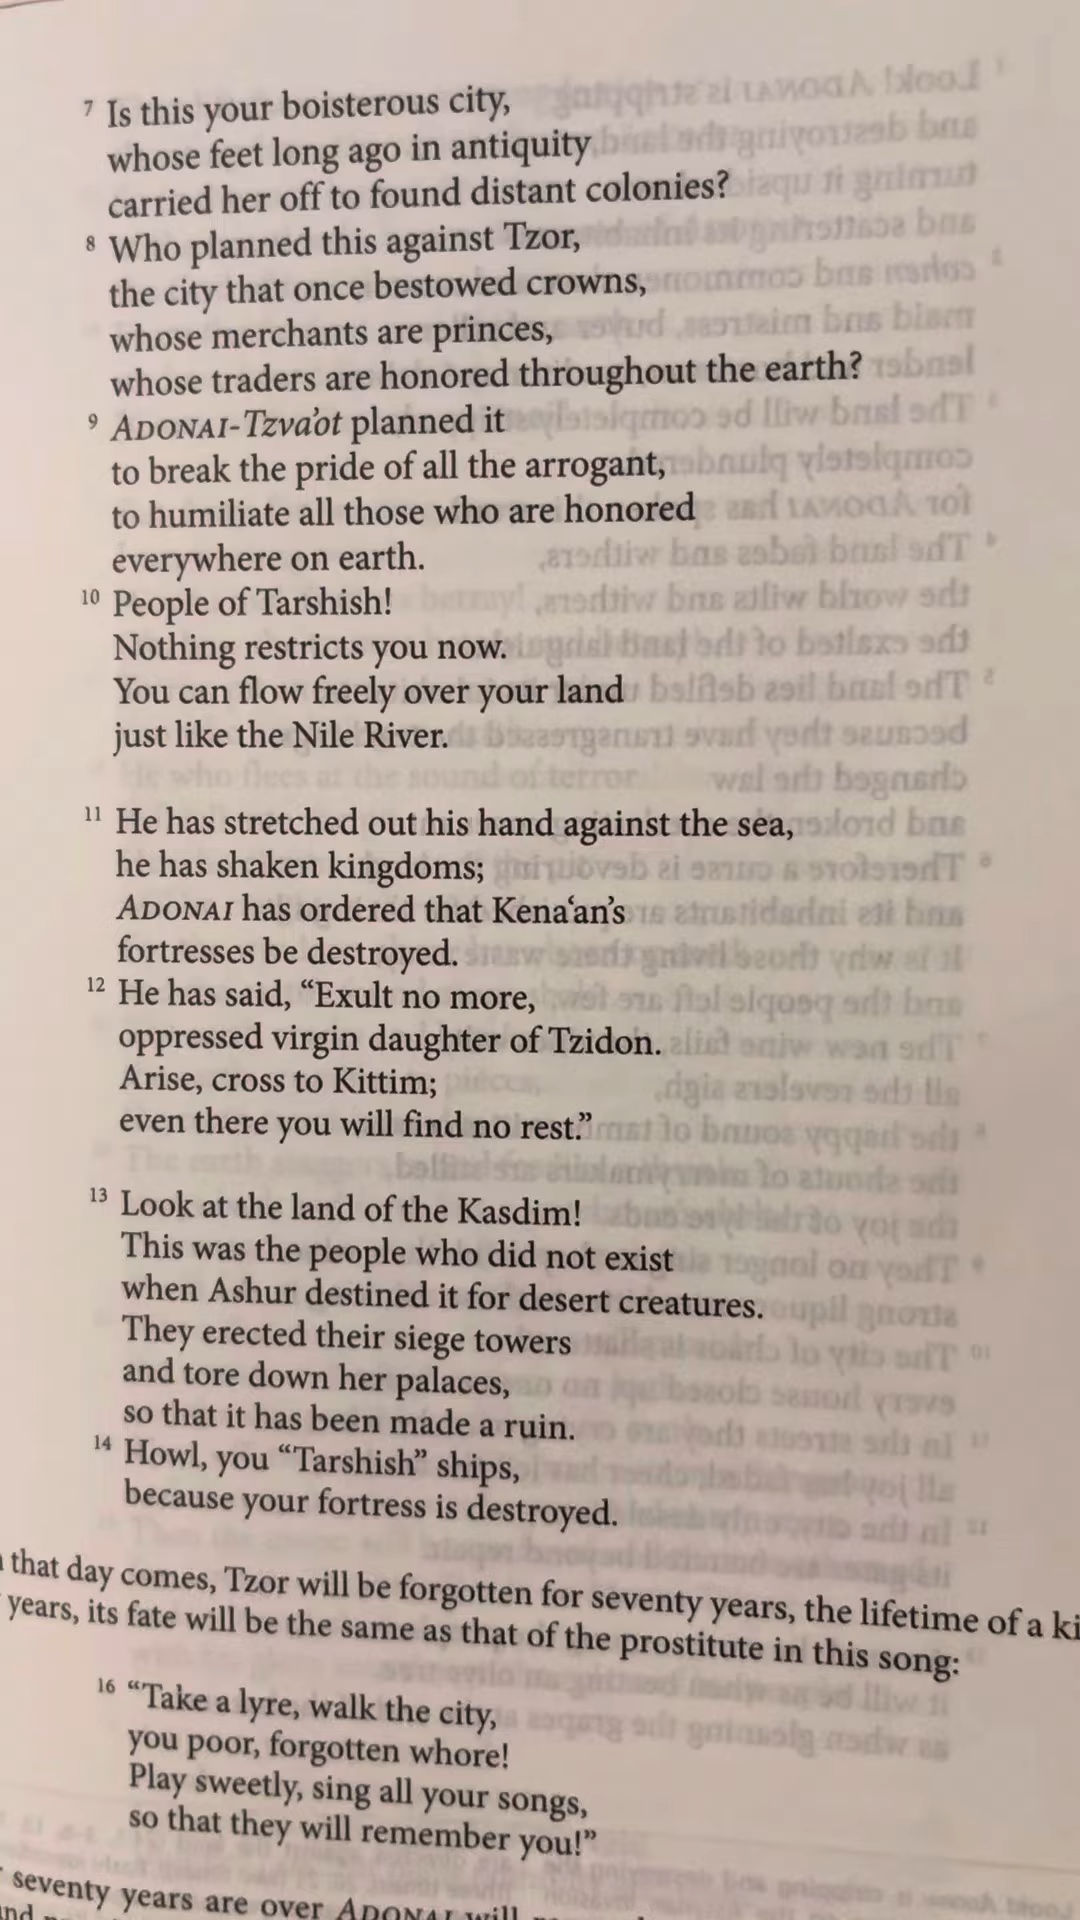 7 Is this your boisterous city,
whose feet long ago in antiquity
carried her off to found distant colonies?
8 Who planned this against Tzor,
the city that once bestowed crowns,
whose merchants are princes,
whose traders are honored throughout the earth?
9 ADONAI-Tzva’ot planned it
to break the pride of all the arrogant,
to humiliate all those who are honored
everywhere on earth.
10 People of Tarshish!
Nothing restricts you now.
You can flow freely over your land
just like the Nile River.
11 He has stretched out his hand against the sea,
he has shaken kingdoms;
ADONAI has ordered that Kena‘an’s
fortresses be destroyed.
12 He has said, “Exult no more,
oppressed virgin daughter of Tzidon.
Arise, cross to Kittim;
even there you will find no rest.”
13 Look at the land of the Kasdim!
This was the people who did not exist
when Ashur destined it for desert creatures.
They erected their siege towers
and tore down her palaces,
so that it has been made a ruin.
14 Howl, you “Tarshish” ships,
because your fortress is destroyed.
that day comes, Tzor will be forgotten for seventy years, the lifetime of a ki
years, its fate will be the same as that of the prostitute in this song:
16 “Take a lyre, walk the city,
you poor, forgotten whore!
Play sweetly, sing all your songs,
so that they will remember you!”
seventy years are over ADONAI will